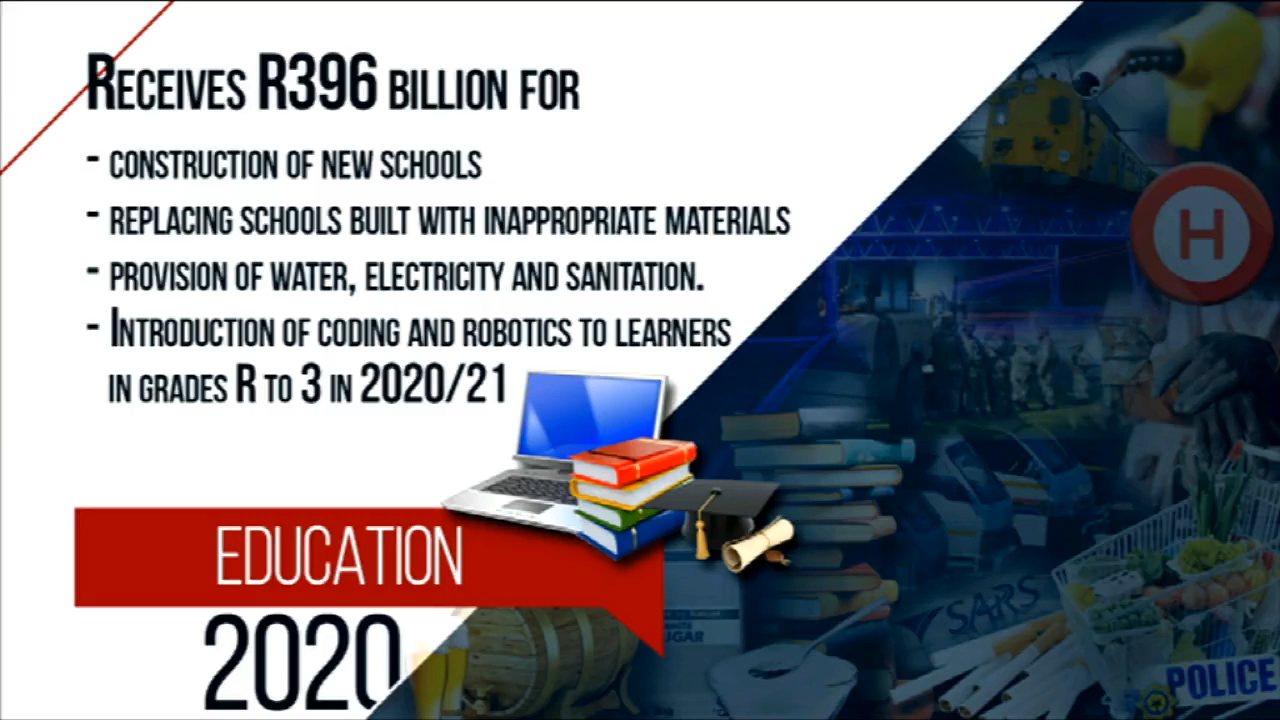 RECEIVES R396 BILLION FOR
- CONSTRUCTION OF NEW SCHOOLS
- REPLACING SCHOOLS BUILT WITH INAPPROPRIATE MATERIALS
- PROVISION OF WATER, ELECTRICITY AND SANITATION.
- INTRODUCTION OF CODING AND ROBOTICS TO LEARNERS
IN GRADES R TO 3 IN 2020/21
EDUCATION
2020
H
SARS
WHITE
SUGAR
POLICE